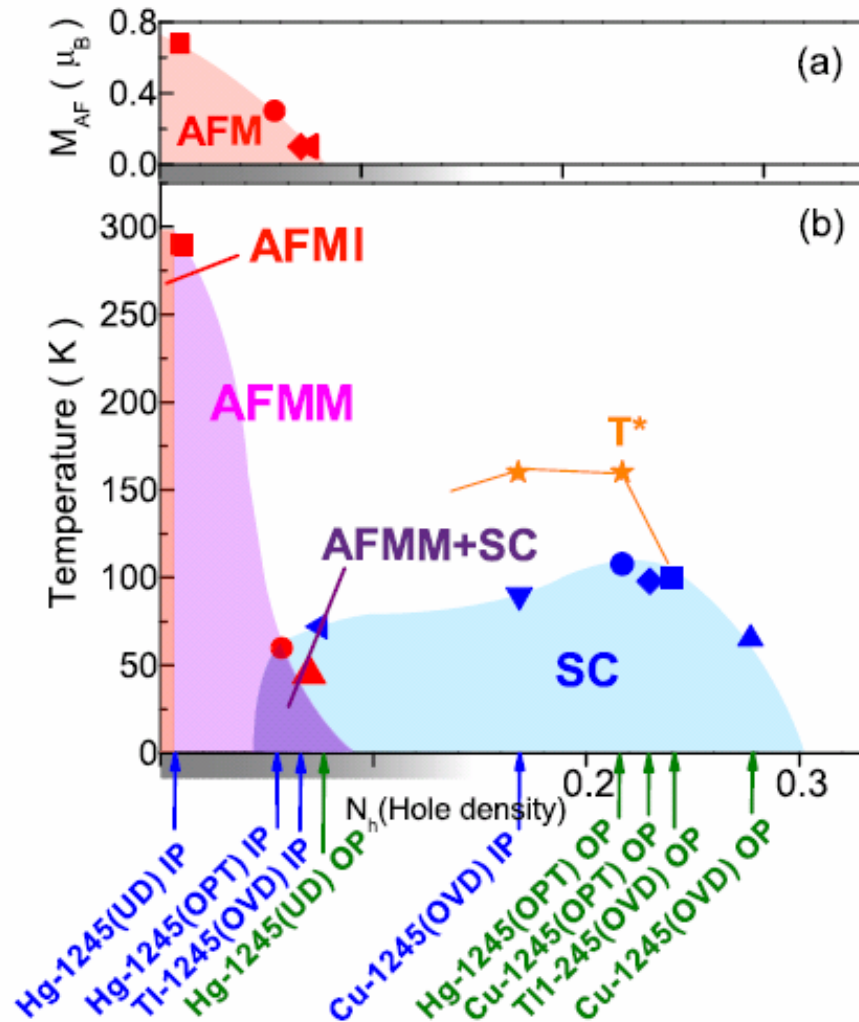 0.8
(a)
M_AF ( μ_B )
0.4
AFM
0.0
(b)
300
AFMI
250
Temperature ( K )
AFMM
200
T*
150
AFMM+SC
100
SC
50
0
0.2
0.3
N_h(Hole density)
Hg-1245(UD) IP
Hg-1245(OPT) IP
Tl-1245(OVD) IP
Hg-1245(UD) OP
Cu-1245(OVD) IP
Hg-1245(OPT) OP
Cu-1245(OPT) OP
Tl1-245(OVD) OP
Cu-1245(OVD) OP